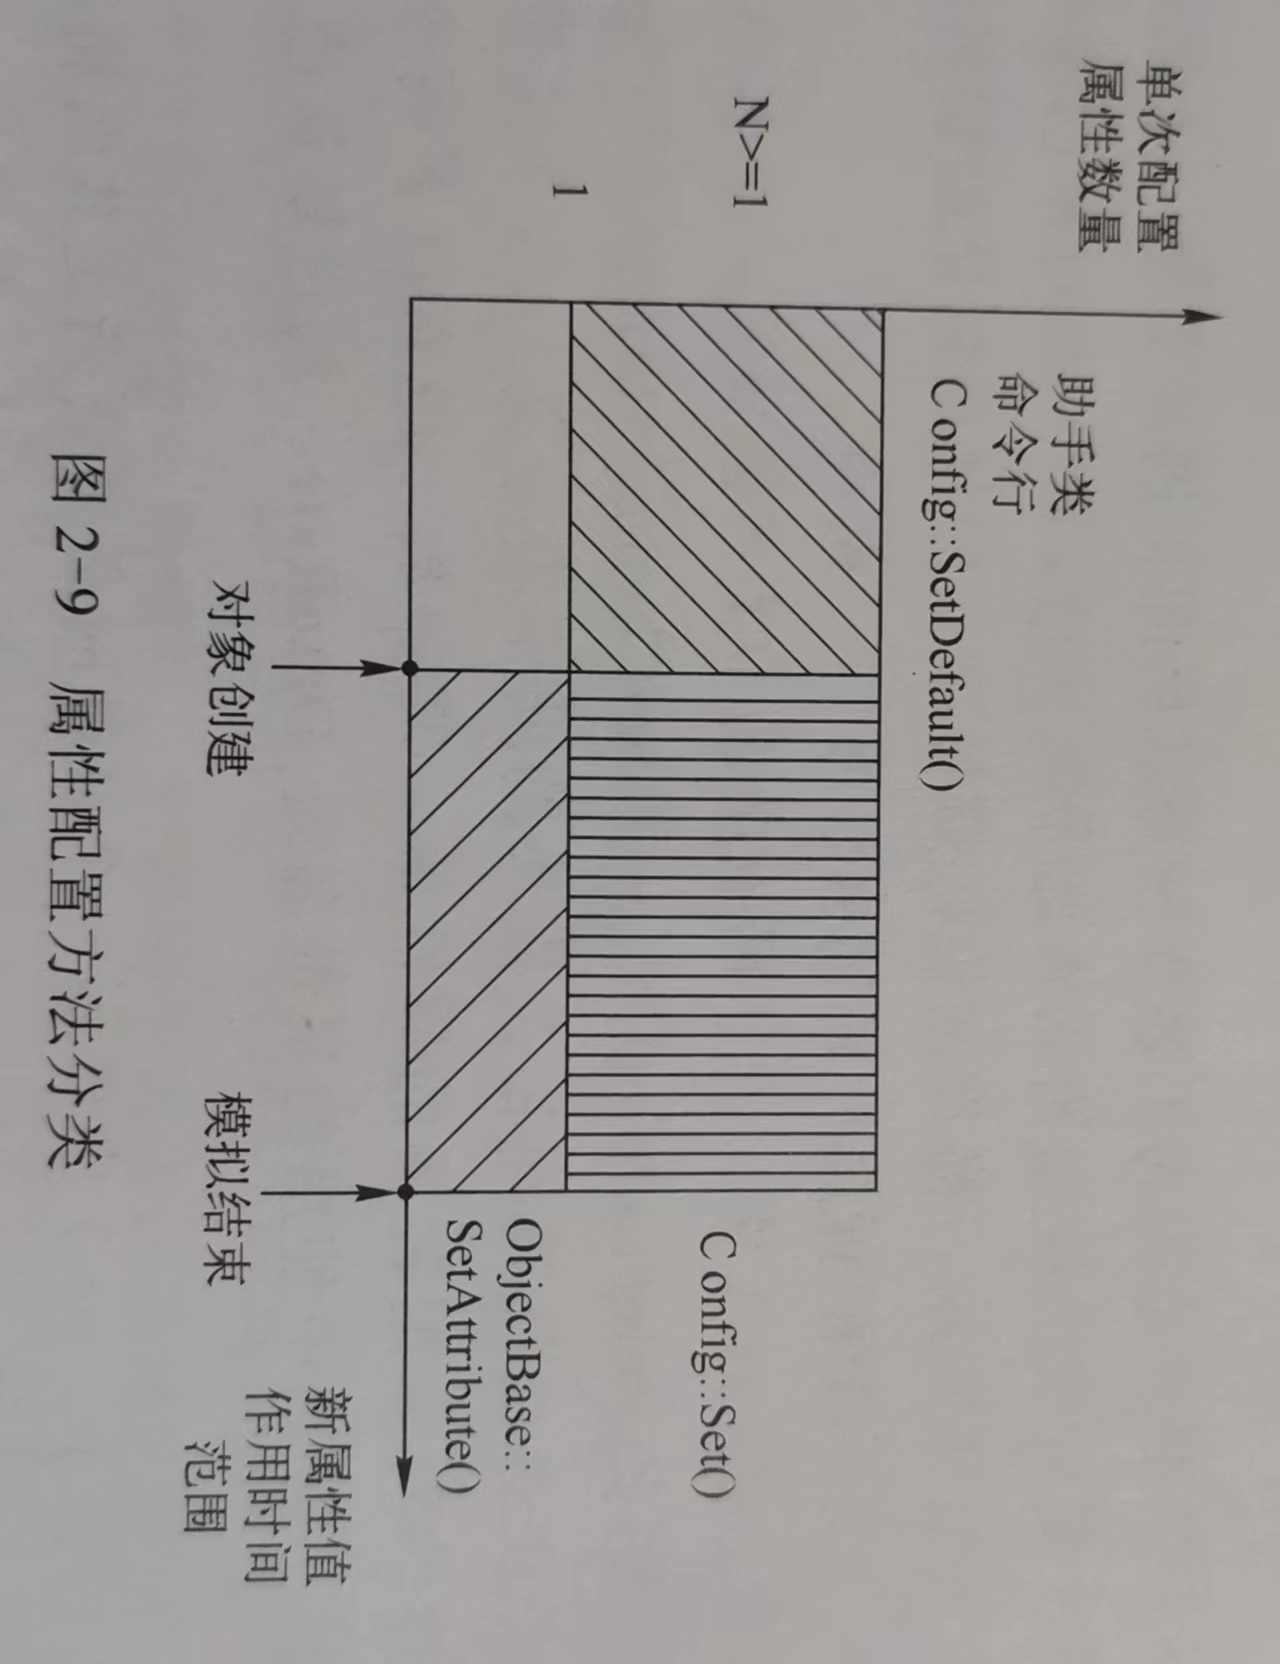 单次配置
属性数量
助手类
命令行
Config::SetDefault()
N>=1
Config::Set()
1
ObjectBase::
SetAttribute()
对象创建
模拟结束
新属性值
作用时间
范围
图 2-9 属性配置方法分类